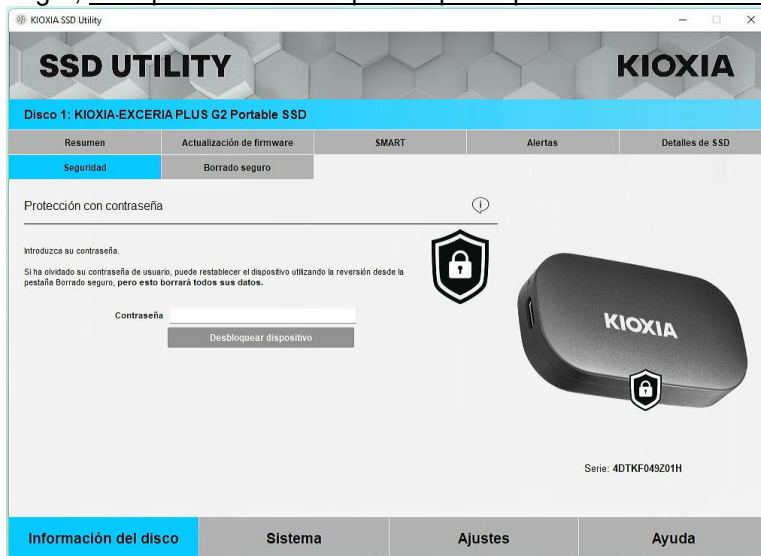 KIOXIA SSD Utility
SSD UTILITY
KIOXIA
Disco 1: KIOXIA-EXCERIA PLUS G2 Portable SSD
Resumen
Actualización de firmware
SMART
Alertas
Detalles de SSD
Seguridad
Borrado seguro
Protección con contraseña
Introduzca su contraseña.
Si ha olvidado su contraseña de usuario, puede restablecer el dispositivo utilizando la reversión desde la
pestaña Borrado seguro, pero esto borrará todos sus datos.
Contraseña
Desbloquear dispositivo
KIOXIA
Serie: 4DTKF049Z01H
Información del disco
Sistema
Ajustes
Ayuda